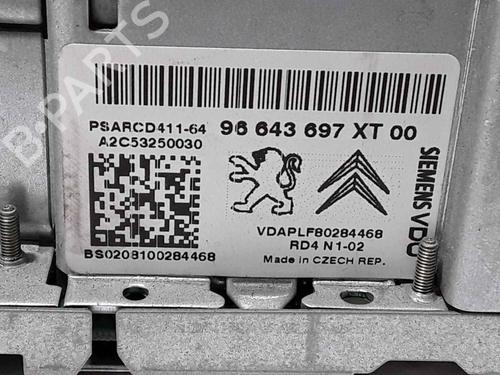 PSARCD411-64 96 643 697 XT 00
A2C53250030
SIEMENS VDO
VDAPLF80284468
RD4 N1-02
BS0208100284468 Made in CZECH REP.
B-PARTS